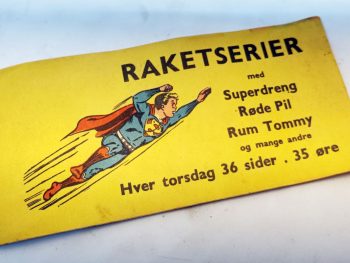 RAKETSERIER
med
Superdreng
Røde Pil
Rum Tommy
og mange andre
Hver torsdag 36 sider . 35 øre